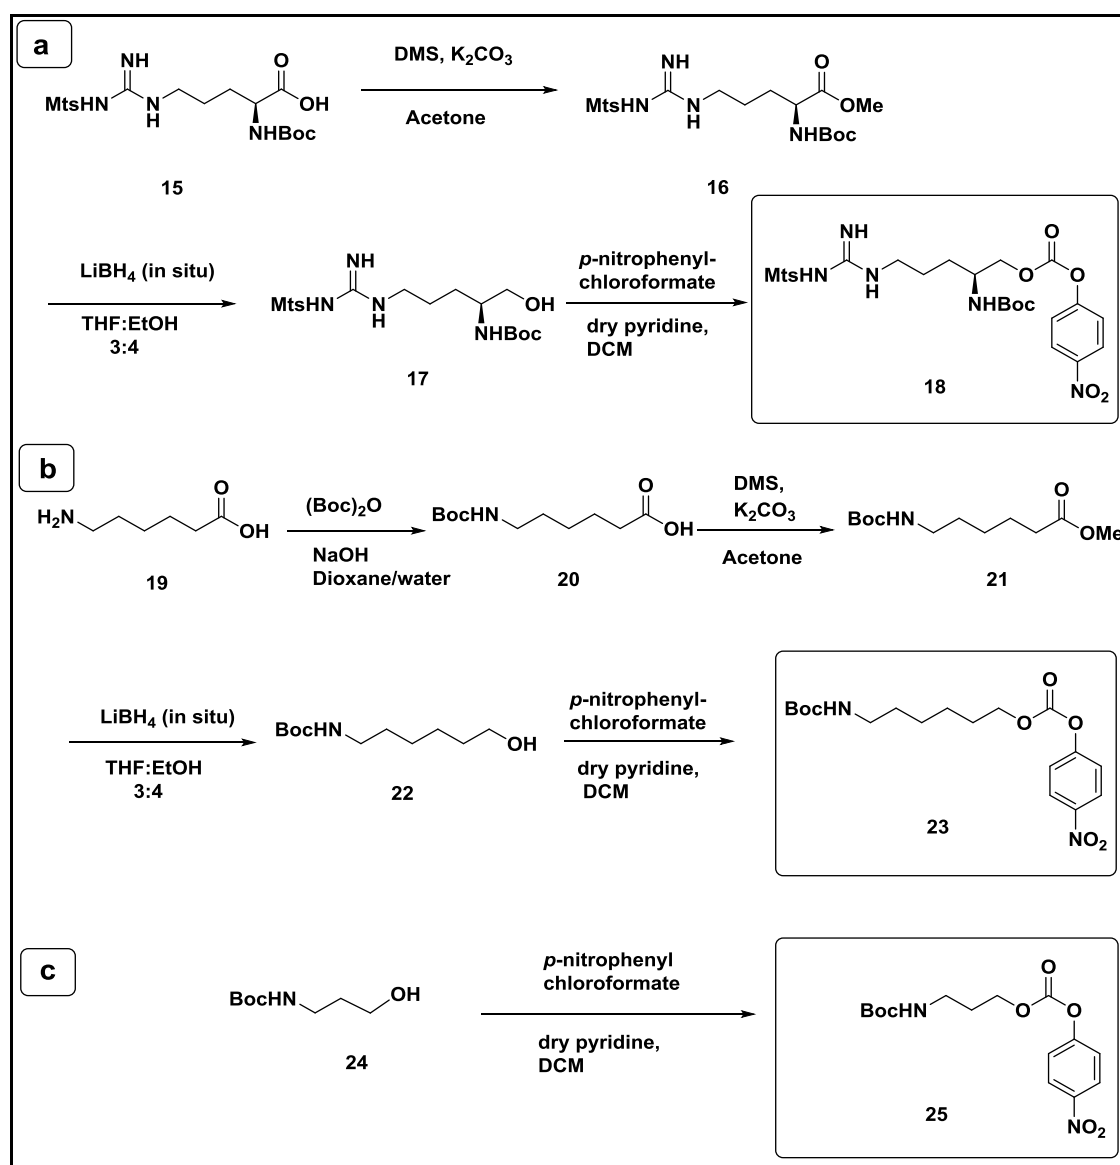 a
NH
MtsHN
N
H
O
OH
NHBoc
15
DMS, K2CO3
Acetone
NH
MtsHN
N
H
O
OMe
NHBoc
16
LiBH4 (in situ)
THF:EtOH
3:4
NH
MtsHN
N
H
OH
NHBoc
17
p-nitrophenyl-
chloroformate
dry pyridine,
DCM
NH
MtsHN
N
H
NHBoc
O
O
O
NO2
18
b
H2N
O
OH
19
(Boc)2O
NaOH
Dioxane/water
BocHN
O
OH
20
DMS,
K2CO3
Acetone
BocHN
O
OMe
21
LiBH4 (in situ)
THF:EtOH
3:4
BocHN
OH
22
p-nitrophenyl-
chloroformate
dry pyridine,
DCM
BocHN
O
O
O
NO2
23
c
BocHN
OH
24
p-nitrophenyl
chloroformate
dry pyridine,
DCM
BocHN
O
O
O
NO2
25